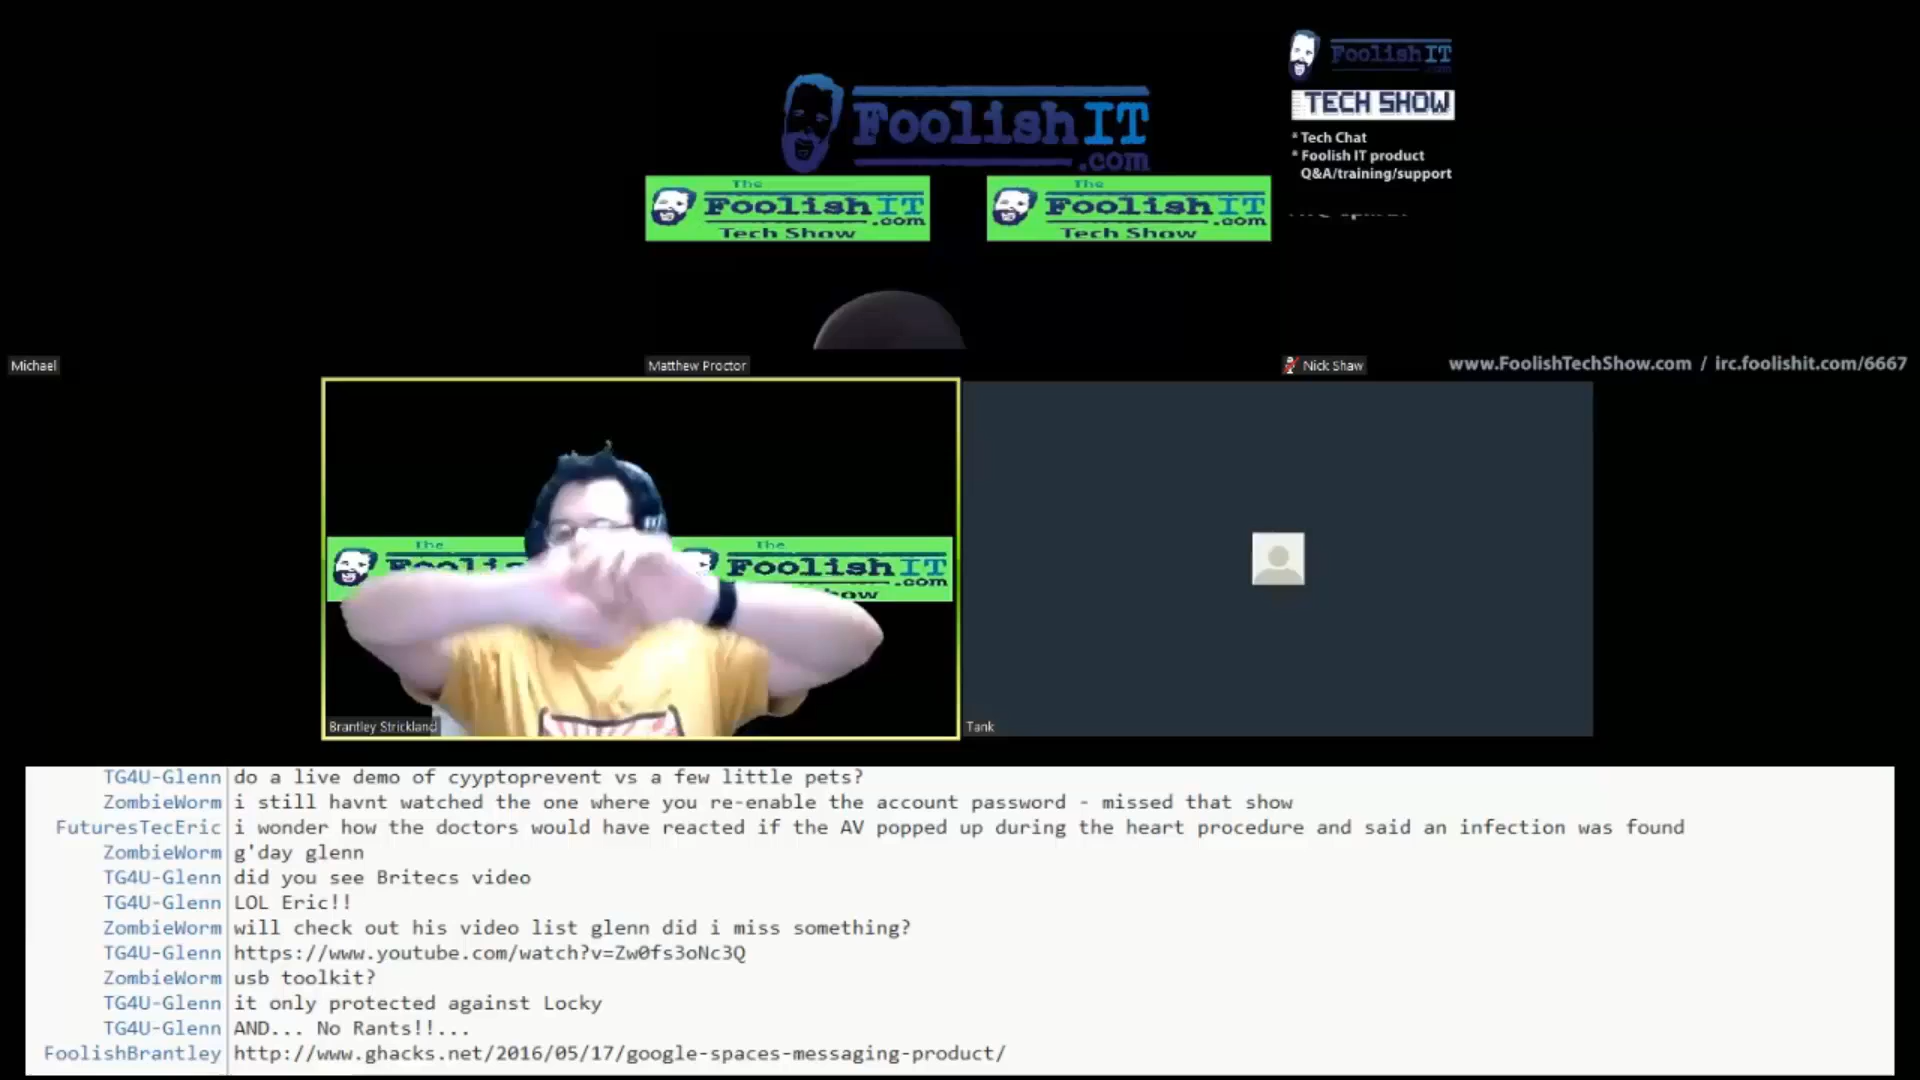 FoolishIT
.com
FoolishIT
.com
TECH SHOW
* Tech Chat
* Foolish IT product
Q&A/training/support
The
FoolishIT
.com
Tech Show
The
FoolishIT
.com
Tech Show
Michael
Matthew Proctor
Nick Shaw
www.FoolishTechShow.com / irc.foolishit.com/6667
The
The
FoolishIT
.com
Brantley Strickland
Tank
TG4U-Glenn do a live demo of cyyptoprevent vs a few little pets?
ZombieWorm i still havnt watched the one where you re-enable the account password - missed that show
FuturesTecEric i wonder how the doctors would have reacted if the AV popped up during the heart procedure and said an infection was found
ZombieWorm g'day glenn
TG4U-Glenn did you see Britecs video
TG4U-Glenn LOL Eric!!
ZombieWorm will check out his video list glenn did i miss something?
TG4U-Glenn https://www.youtube.com/watch?v=Zw0fs3oNc3Q
ZombieWorm usb toolkit?
TG4U-Glenn it only protected against Locky
TG4U-Glenn AND... No Rants!!...
FoolishBrantley http://www.ghacks.net/2016/05/17/google-spaces-messaging-product/